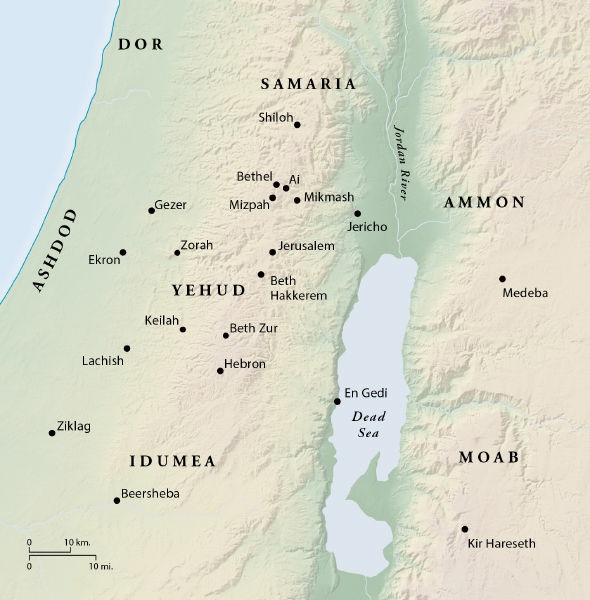 DOR
SAMARIA
Shiloh
Jordan River
Bethel
Ai
Mizpah
Mikmash
AMMON
Gezer
Jericho
ASHDOD
Ekron
Zorah
Jerusalem
YEHUD
Beth
Hakkerem
Medeba
Keilah
Beth Zur
Lachish
Hebron
En Gedi
Dead
Sea
Ziklag
IDUMEA
MOAB
Beersheba
Kir Hareseth
0 10 km.
0 10 mi.